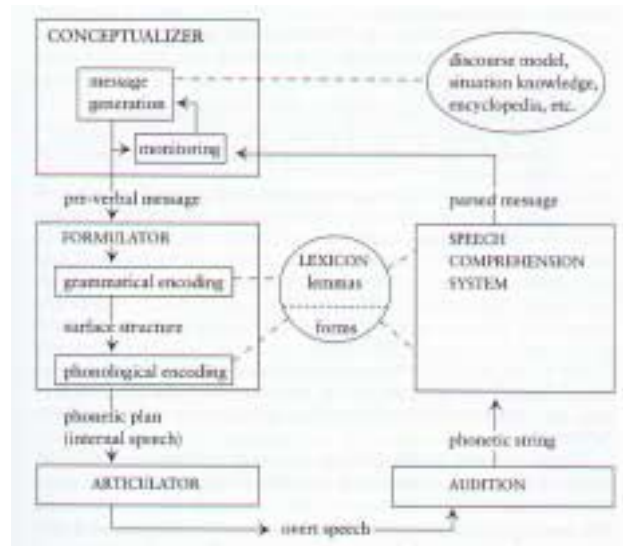 CONCEPTUALIZER
message
generation
monitoring
discourse model,
situation knowledge,
encyclopedia, etc.
pre-verbal message
parsed message
FORMULATOR
grammatical encoding
surface structure
phonological encoding
LEXICON
lemmas
forms
SPEECH
COMPREHENSION
SYSTEM
phonetic plan
(internal speech)
phonetic string
ARTICULATOR
AUDITION
overt speech